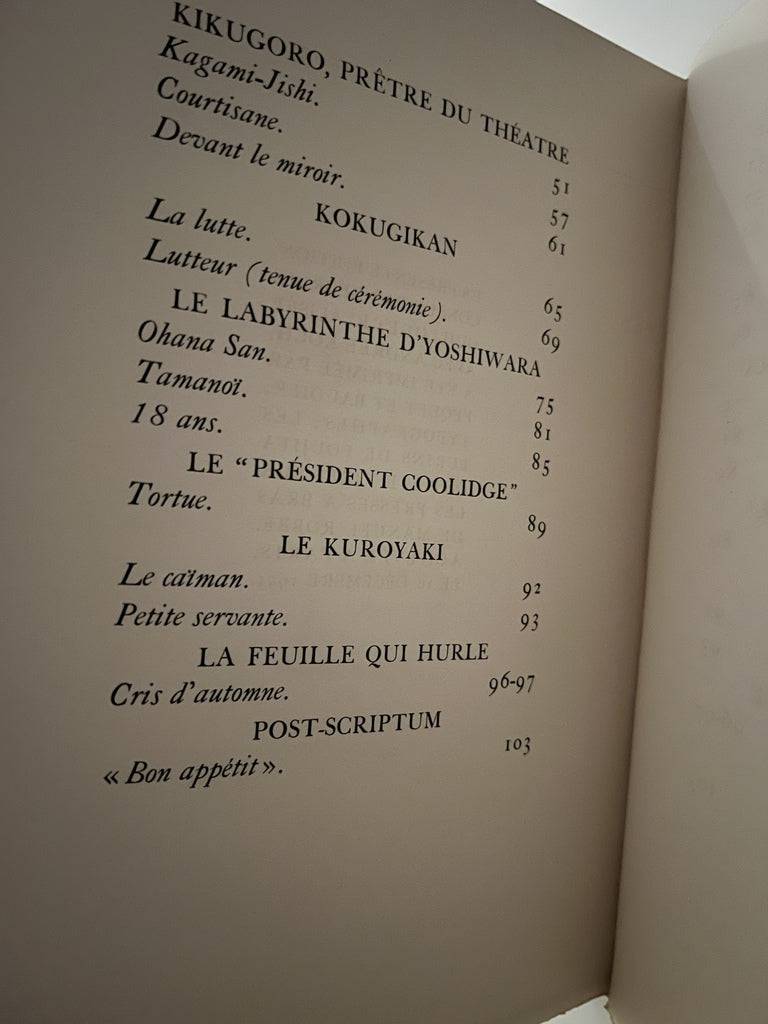 KIKUGORO, PRÊTRE DU THÉATRE
Kagami-Jishi. 51
Courtisane. 57
Devant le miroir. 61
KOKUGIKAN
La lutte. 65
Lutteur (tenue de cérémonie). 69
LE LABYRINTHE D'YOSHIWARA
Ohana San. 75
Tamanoï. 81
18 ans. 85
LE "PRÉSIDENT COOLIDGE"
Tortue. 89
LE KUROYAKI
Le caïman. 92
Petite servante. 93
LA FEUILLE QUI HURLE
Cris d'automne. 96-97
POST-SCRIPTUM
« Bon appétit ». 103